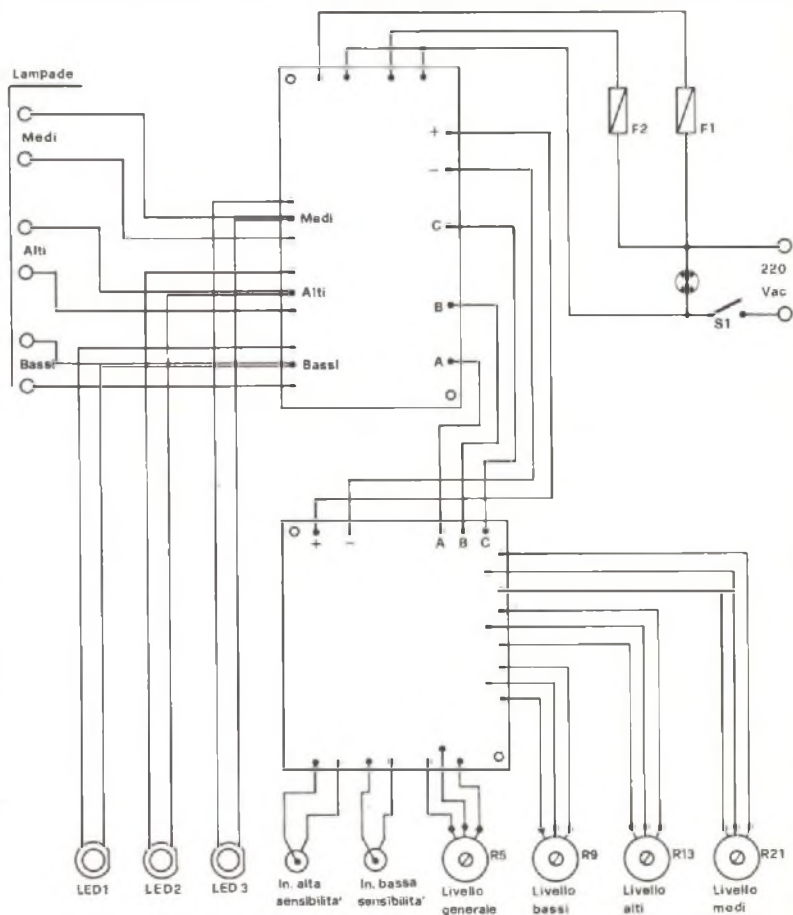 Lampade
Medi
Alti
Bassi
Medi
Alti
Bassi
+
−
C
B
A
F2
F1
220
Vac
S1
+
−
A
B
C
LED1
LED2
LED3
In. alta
sensibilita'
In. bassa
sensibilita'
R5
Livello
generale
R9
Livello
bassi
R13
Livello
alti
R21
Livello
medi